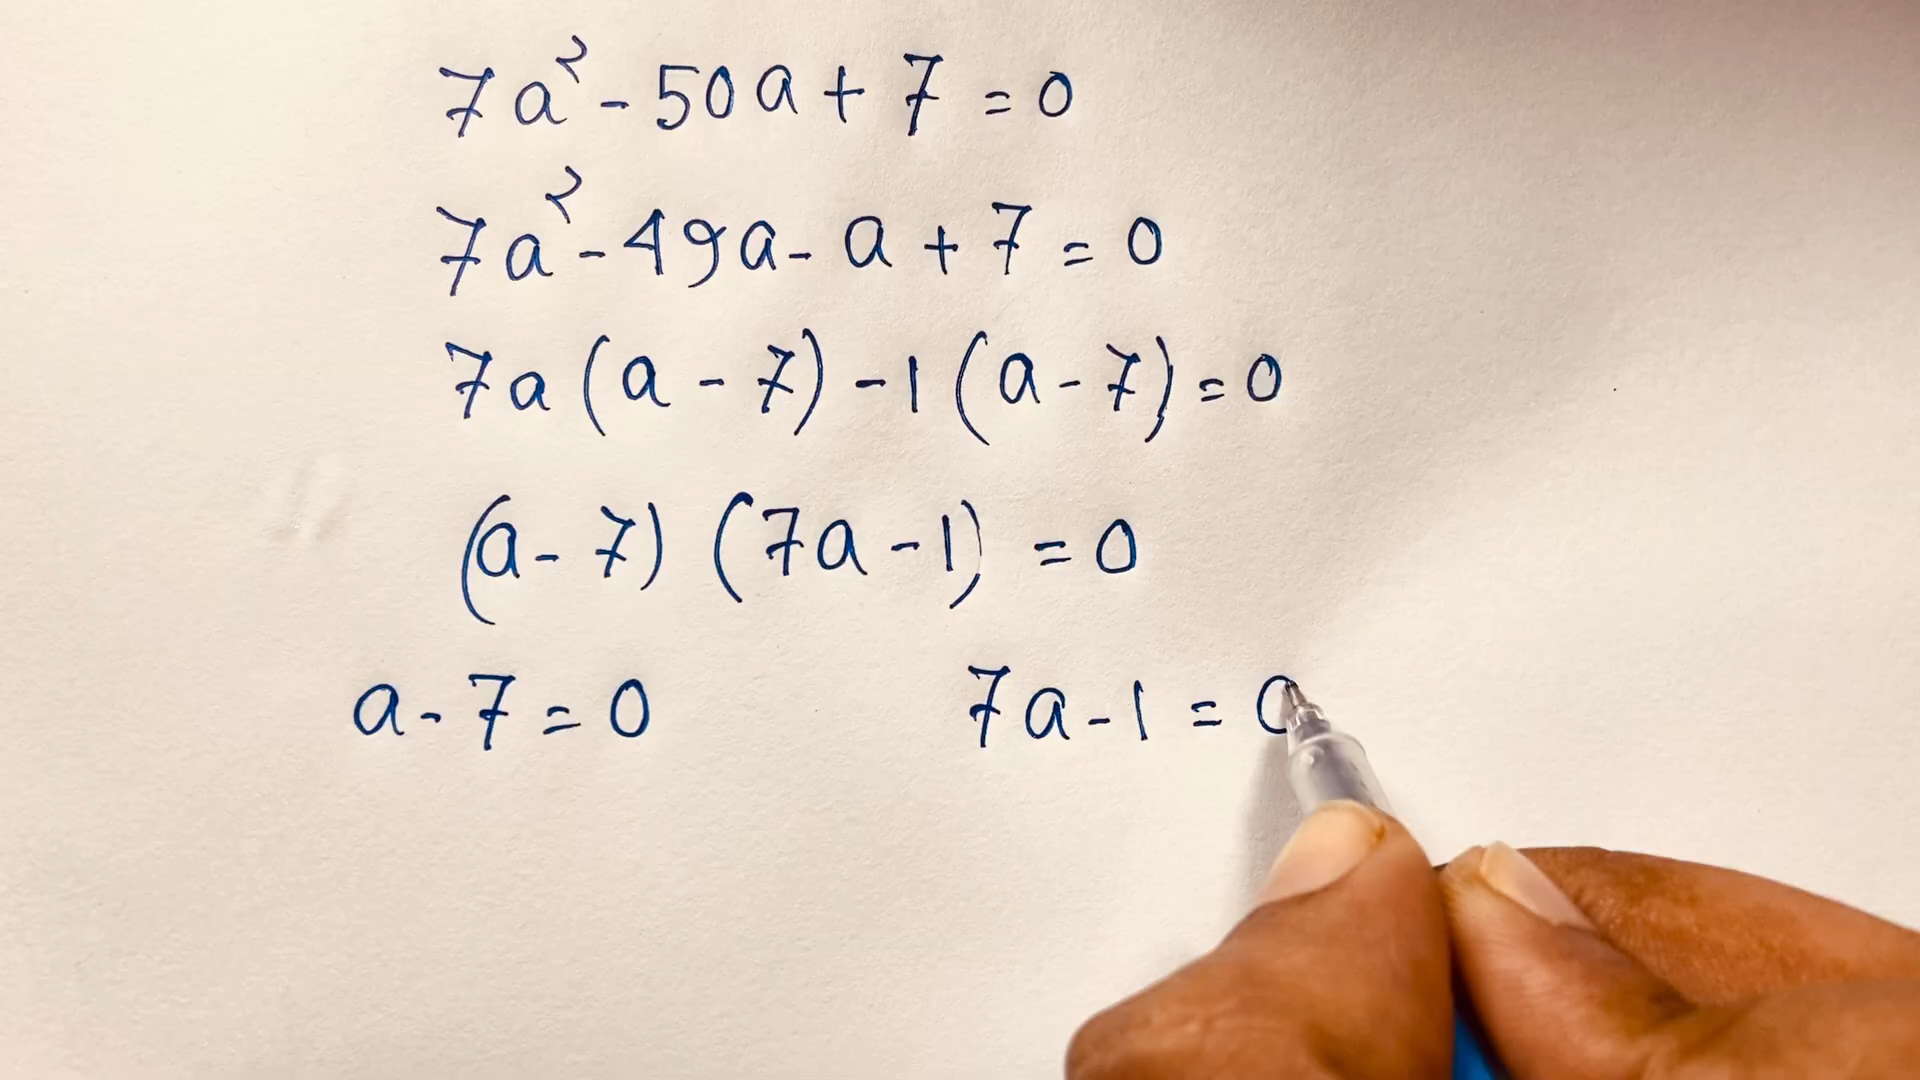 7a² - 50a + 7 = 0
7a² - 49a - a + 7 = 0
7a (a - 7) - 1 (a - 7) = 0
(a - 7) (7a - 1) = 0
a - 7 = 0 7a - 1 = 0